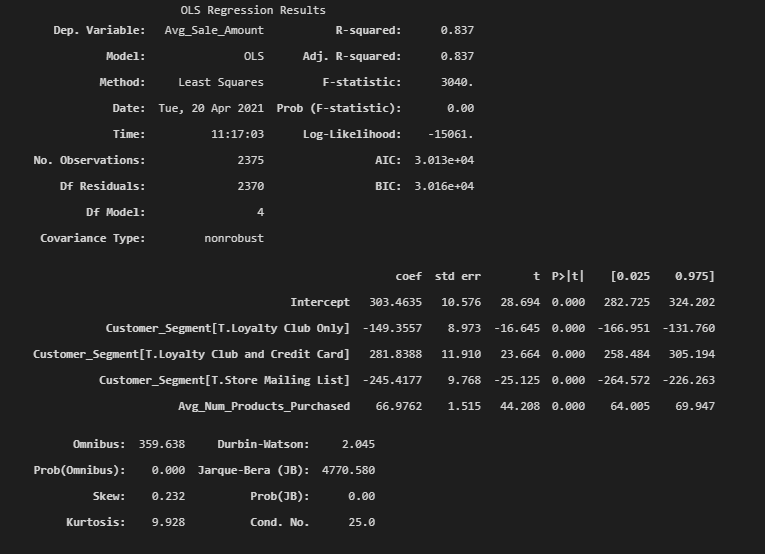 OLS Regression Results
Dep. Variable: Avg_Sale_Amount R-squared: 0.837
Model: OLS Adj. R-squared: 0.837
Method: Least Squares F-statistic: 3040.
Date: Tue, 20 Apr 2021 Prob (F-statistic): 0.00
Time: 11:17:03 Log-Likelihood: -15061.
No. Observations: 2375 AIC: 3.013e+04
Df Residuals: 2370 BIC: 3.016e+04
Df Model: 4
Covariance Type: nonrobust
coef std err t P>|t| [0.025 0.975]
Intercept 303.4635 10.576 28.694 0.000 282.725 324.202
Customer_Segment[T.Loyalty Club Only] -149.3557 8.973 -16.645 0.000 -166.951 -131.760
Customer_Segment[T.Loyalty Club and Credit Card] 281.8388 11.910 23.664 0.000 258.484 305.194
Customer_Segment[T.Store Mailing List] -245.4177 9.768 -25.125 0.000 -264.572 -226.263
Avg_Num_Products_Purchased 66.9762 1.515 44.208 0.000 64.005 69.947
Omnibus: 359.638 Durbin-Watson: 2.045
Prob(Omnibus): 0.000 Jarque-Bera (JB): 4770.580
Skew: 0.232 Prob(JB): 0.00
Kurtosis: 9.928 Cond. No. 25.0